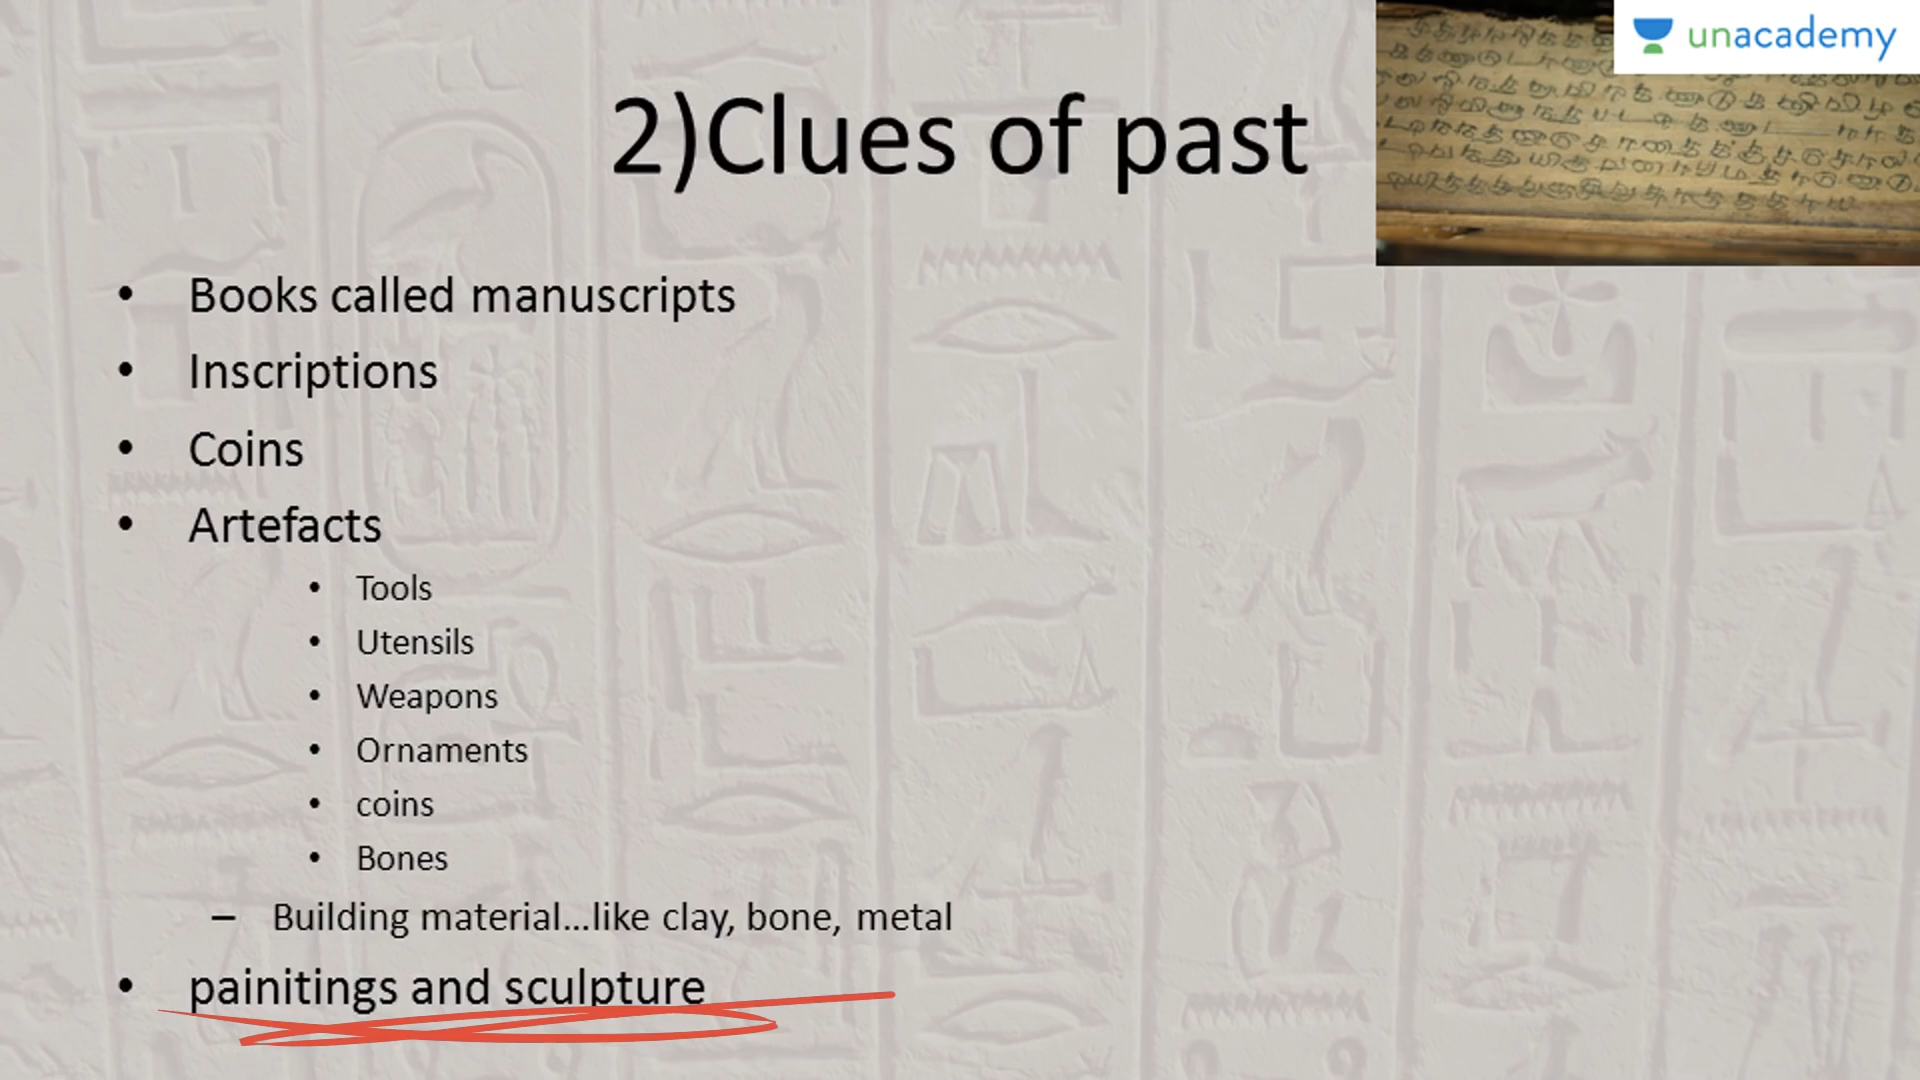 unacademy
2)Clues of past
• Books called manuscripts
• Inscriptions
• Coins
• Artefacts
• Tools
• Utensils
• Weapons
• Ornaments
• coins
• Bones
– Building material...like clay, bone, metal
• painitings and sculpture